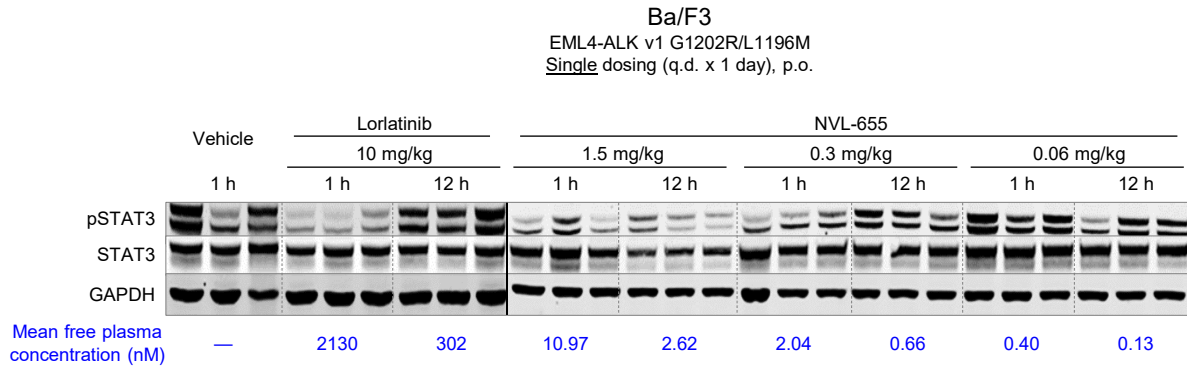 Ba/F3
EML4-ALK v1 G1202R/L1196M
Single dosing (q.d. x 1 day), p.o.
Vehicle
Lorlatinib
NVL-655
10 mg/kg
1.5 mg/kg
0.3 mg/kg
0.06 mg/kg
1 h
1 h
12 h
1 h
12 h
1 h
12 h
1 h
12 h
pSTAT3
STAT3
GAPDH
Mean free plasma
concentration (nM)
— 2130 302 10.97 2.62 2.04 0.66 0.40 0.13